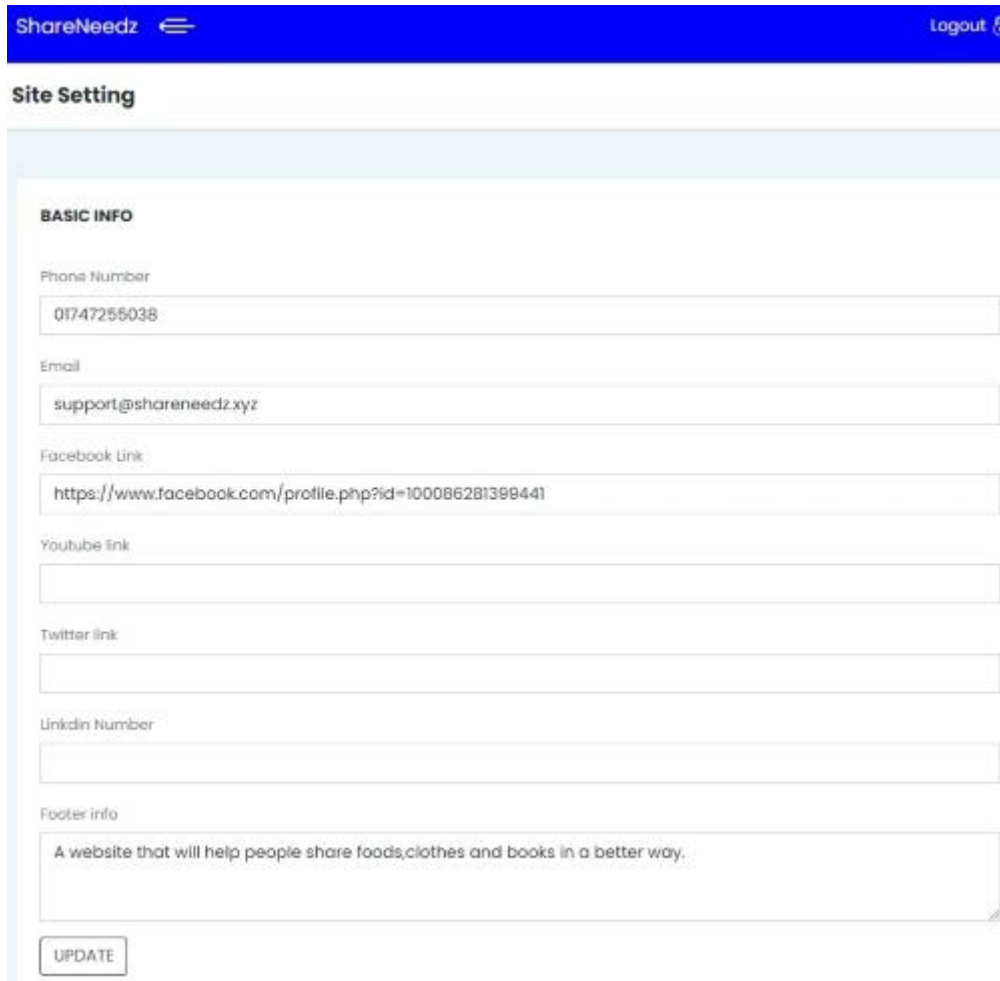 ShareNeedz Logout
Site Setting
BASIC INFO
Phone Number
01747255038
Email
support@shareneedz.xyz
Facebook Link
https://www.facebook.com/profile.php?id=100086281399441
Youtube link
Twitter link
Linkdin Number
Footer info
A website that will help people share foods,clothes and books in a better way.
UPDATE